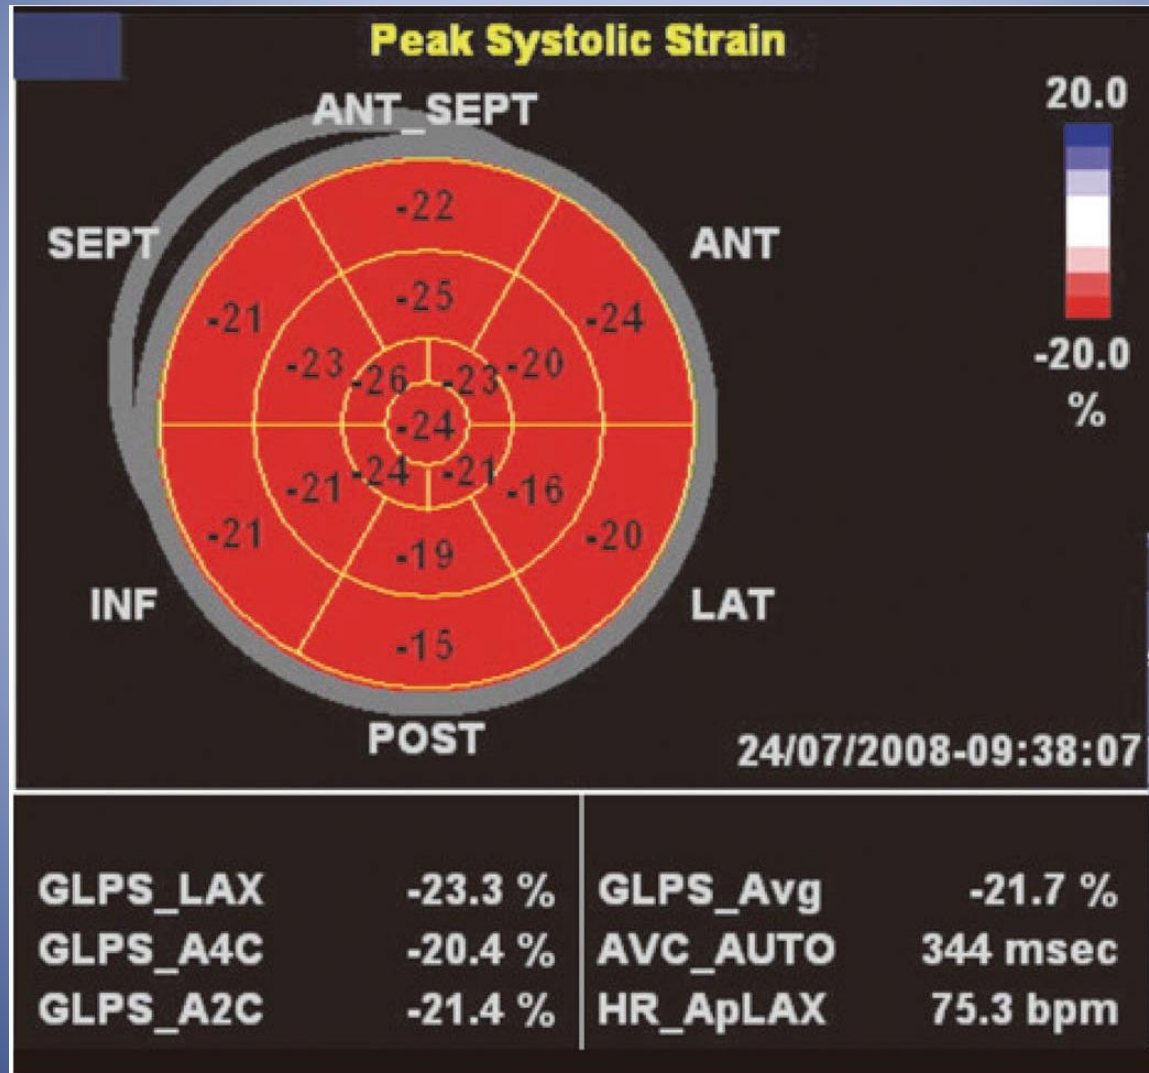 Peak Systolic Strain
ANT_SEPT
20.0
SEPT
ANT
-22
-25
-21
-24
-23
-26
-23
-20
-20.0
%
-24
-21
-24
-21
-16
-21
-20
-19
INF
LAT
-15
POST
24/07/2008-09:38:07
GLPS_LAX -23.3 %
GLPS_A4C -20.4 %
GLPS_A2C -21.4 %
GLPS_Avg -21.7 %
AVC_AUTO 344 msec
HR_ApLAX 75.3 bpm